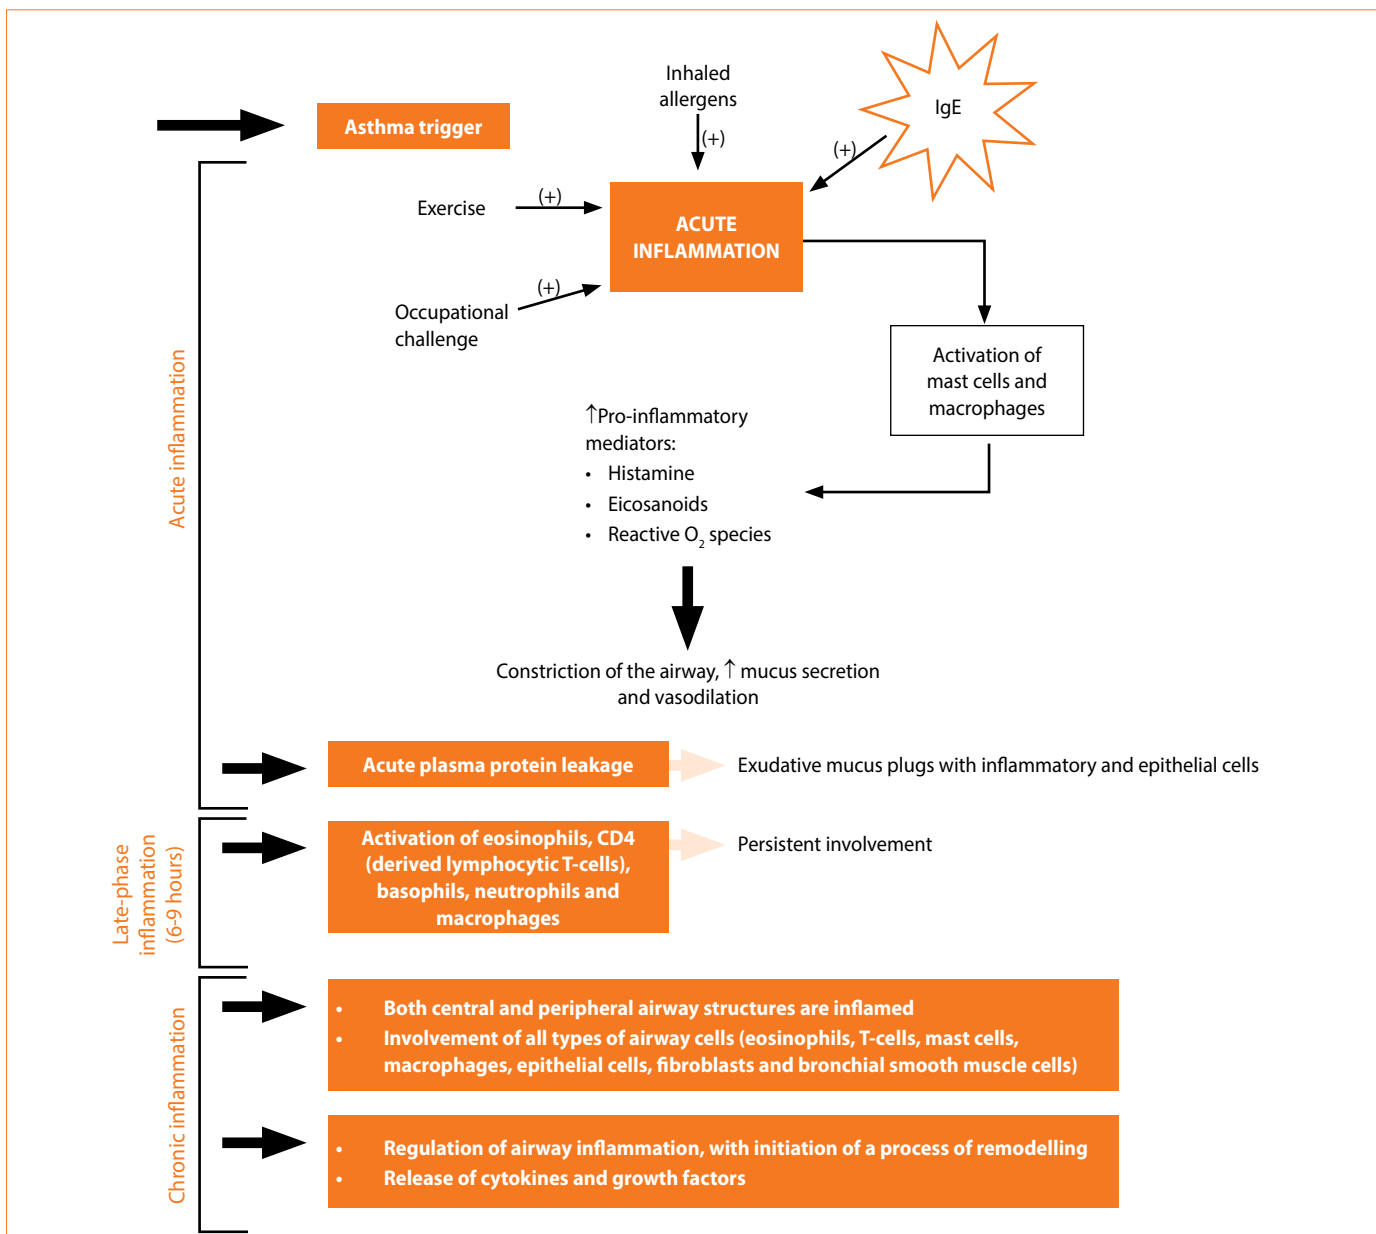 Asthma trigger
Inhaled
allergens
(+)
IgE
(+)
Exercise
(+)
ACUTE
INFLAMMATION
Occupational
challenge
(+)
Activation of
mast cells and
macrophages
↑Pro-inflammatory
mediators:
• Histamine
• Eicosanoids
• Reactive O₂ species
Constriction of the airway, ↑ mucus secretion
and vasodilation
Acute inflammation
Acute plasma protein leakage
Exudative mucus plugs with inflammatory and epithelial cells
Late-phase
inflammation
(6-9 hours)
Activation of eosinophils, CD4
(derived lymphocytic T-cells),
basophils, neutrophils and
macrophages
Persistent involvement
Chronic inflammation
• Both central and peripheral airway structures are inflamed
• Involvement of all types of airway cells (eosinophils, T-cells, mast cells,
macrophages, epithelial cells, fibroblasts and bronchial smooth muscle cells)
• Regulation of airway inflammation, with initiation of a process of remodelling
• Release of cytokines and growth factors